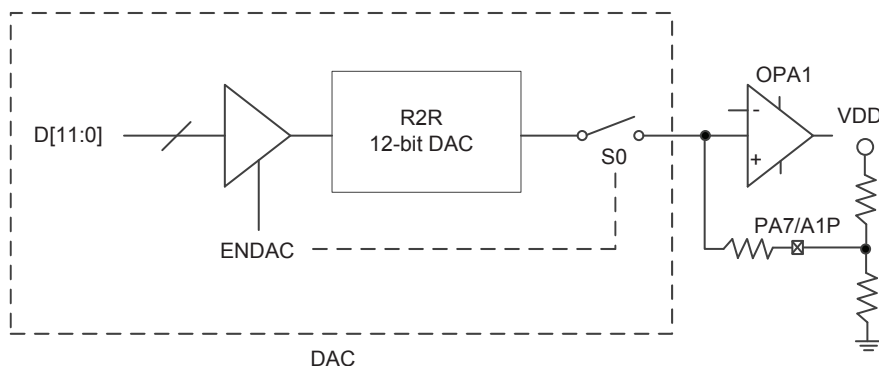 OPA1
R2R
12-bit DAC
D[11:0]
VDD
-
+
S0
PA7/A1P
ENDAC
DAC